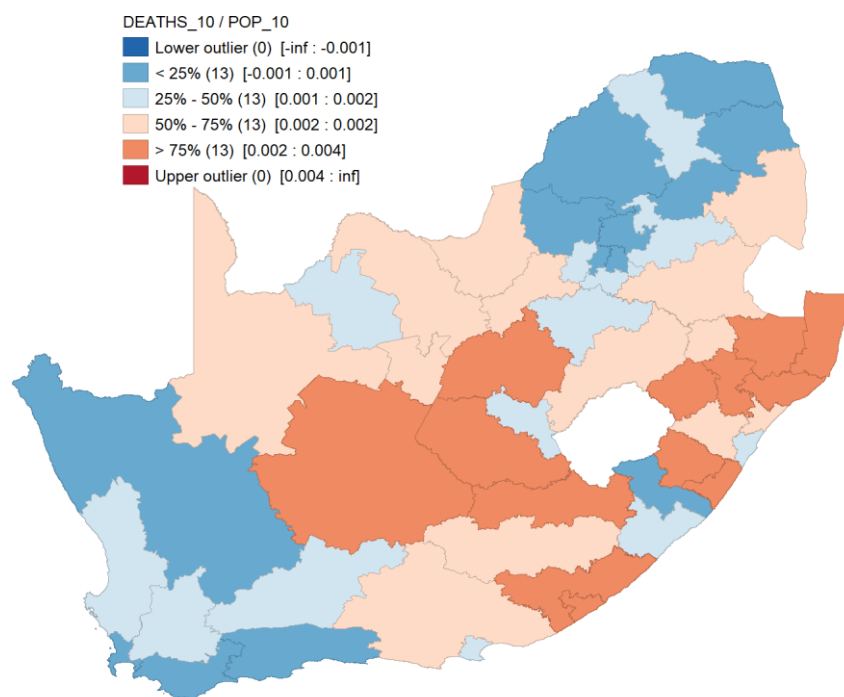 DEATHS_10 / POP_10
Lower outlier (0) [-inf : -0.001]
< 25% (13) [-0.001 : 0.001]
25% - 50% (13) [0.001 : 0.002]
50% - 75% (13) [0.002 : 0.002]
> 75% (13) [0.002 : 0.004]
Upper outlier (0) [0.004 : inf]